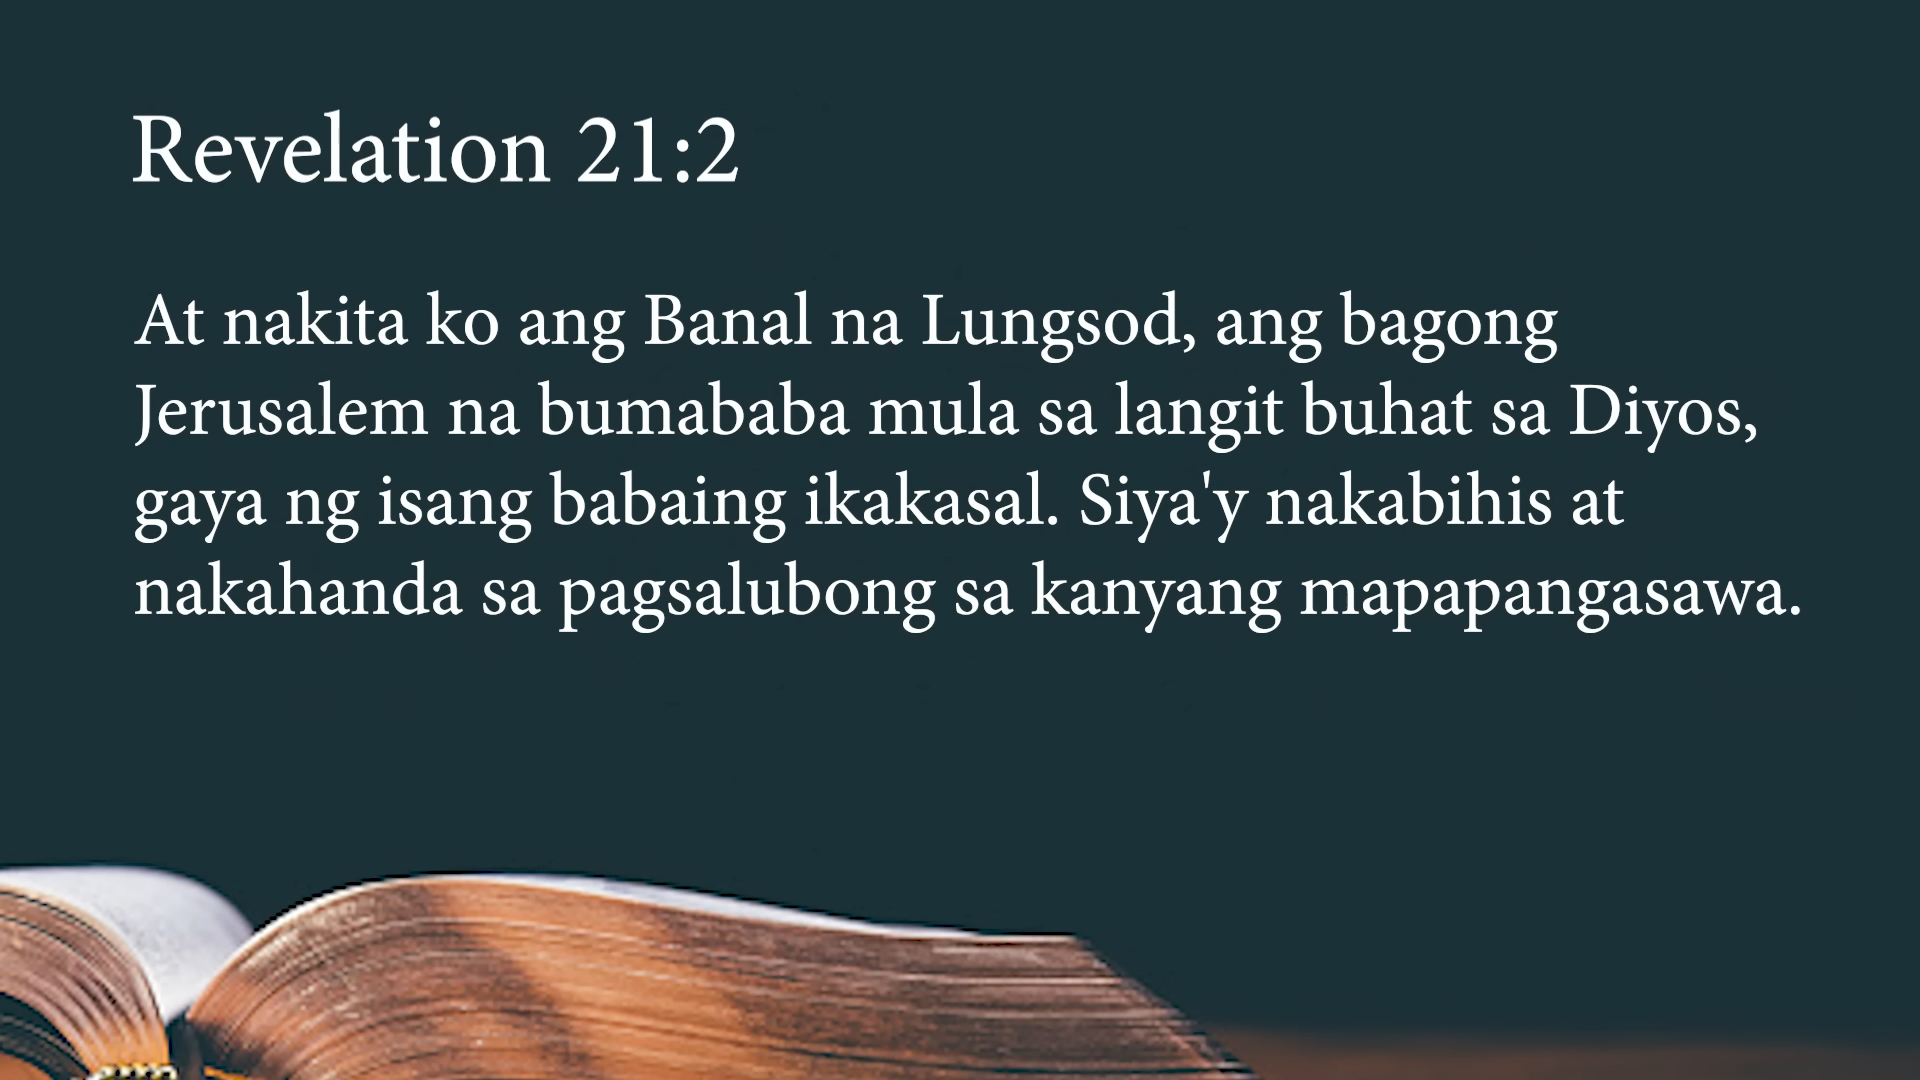 Revelation 21:2
At nakita ko ang Banal na Lungsod, ang bagong
Jerusalem na bumababa mula sa langit buhat sa Diyos,
gaya ng isang babaing ikakasal. Siya'y nakabihis at
nakahanda sa pagsalubong sa kanyang mapapangasawa.